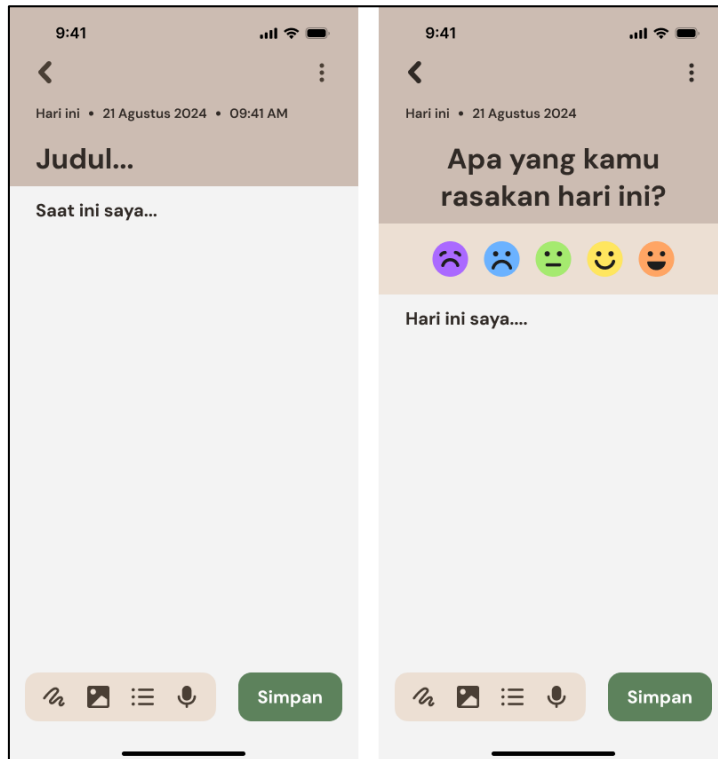 9:41
Hari ini • 21 Agustus 2024 • 09:41 AM
Judul...
Saat ini saya...
Simpan
9:41
Hari ini • 21 Agustus 2024
Apa yang kamu
rasakan hari ini?
Hari ini saya....
Simpan